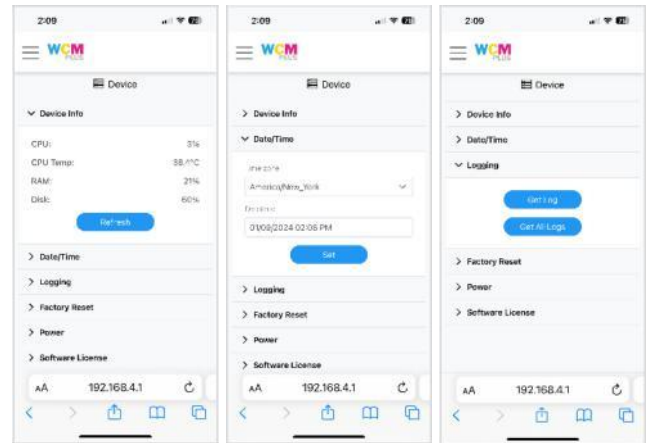 2:09
WCM
PLUS
Device
Device Info
CPU:
CPU Temp:
RAM: 21%
Disk: 60%
Refresh
Date/Time
Logging
Factory Reset
Power
Software License
AA 192.168.4.1
2:09
WCM
PLUS
Device
Device Info
Date/Time
America/New_York
01/09/2024 02:06 PM
Set
Logging
Factory Reset
Power
Software License
AA 192.168.4.1
2:09
WCM
PLUS
Device
Device Info
Date/Time
Logging
Get Log
Get All Logs
Factory Reset
Power
Software License
AA 192.168.4.1